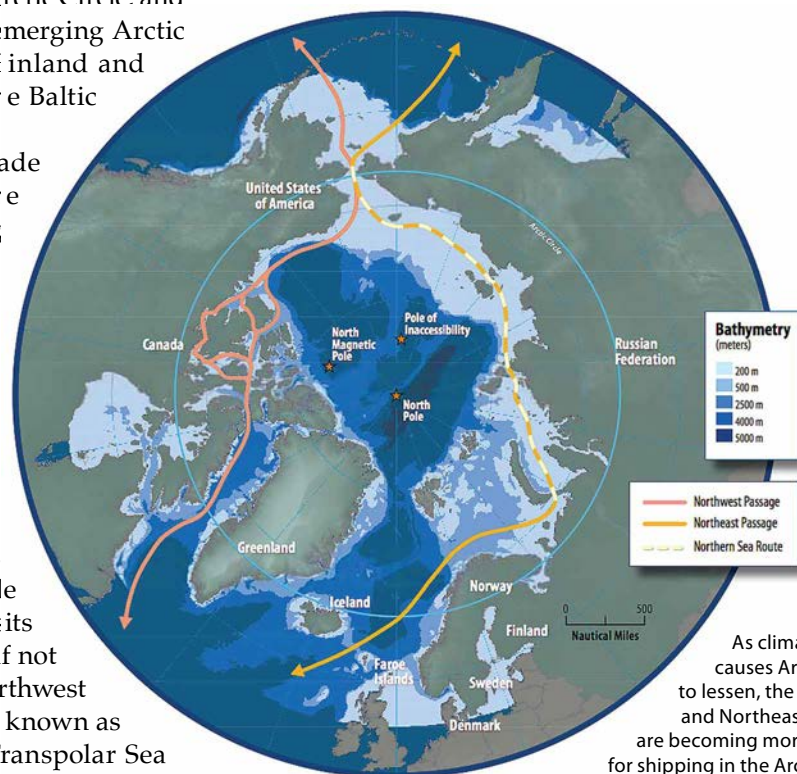 emerging Arctic
inland and
e Baltic
ade
e
its
if not
rthwest
known as
Transpolar Sea
United States
of America
Arctic Circle
Canada
North
Magnetic
Pole
Pole of
Inaccessibility
North
Pole
Russian
Federation
Greenland
Iceland
Norway
Finland
Faroe
Islands
Sweden
Denmark
0 500
Nautical Miles
Bathymetry
(meters)
200 m
500 m
2500 m
4000 m
5000 m
Northwest Passage
Northeast Passage
Northern Sea Route
As clima
causes Ar
to lessen, the
and Northeas
are becoming mor
for shipping in the Arc